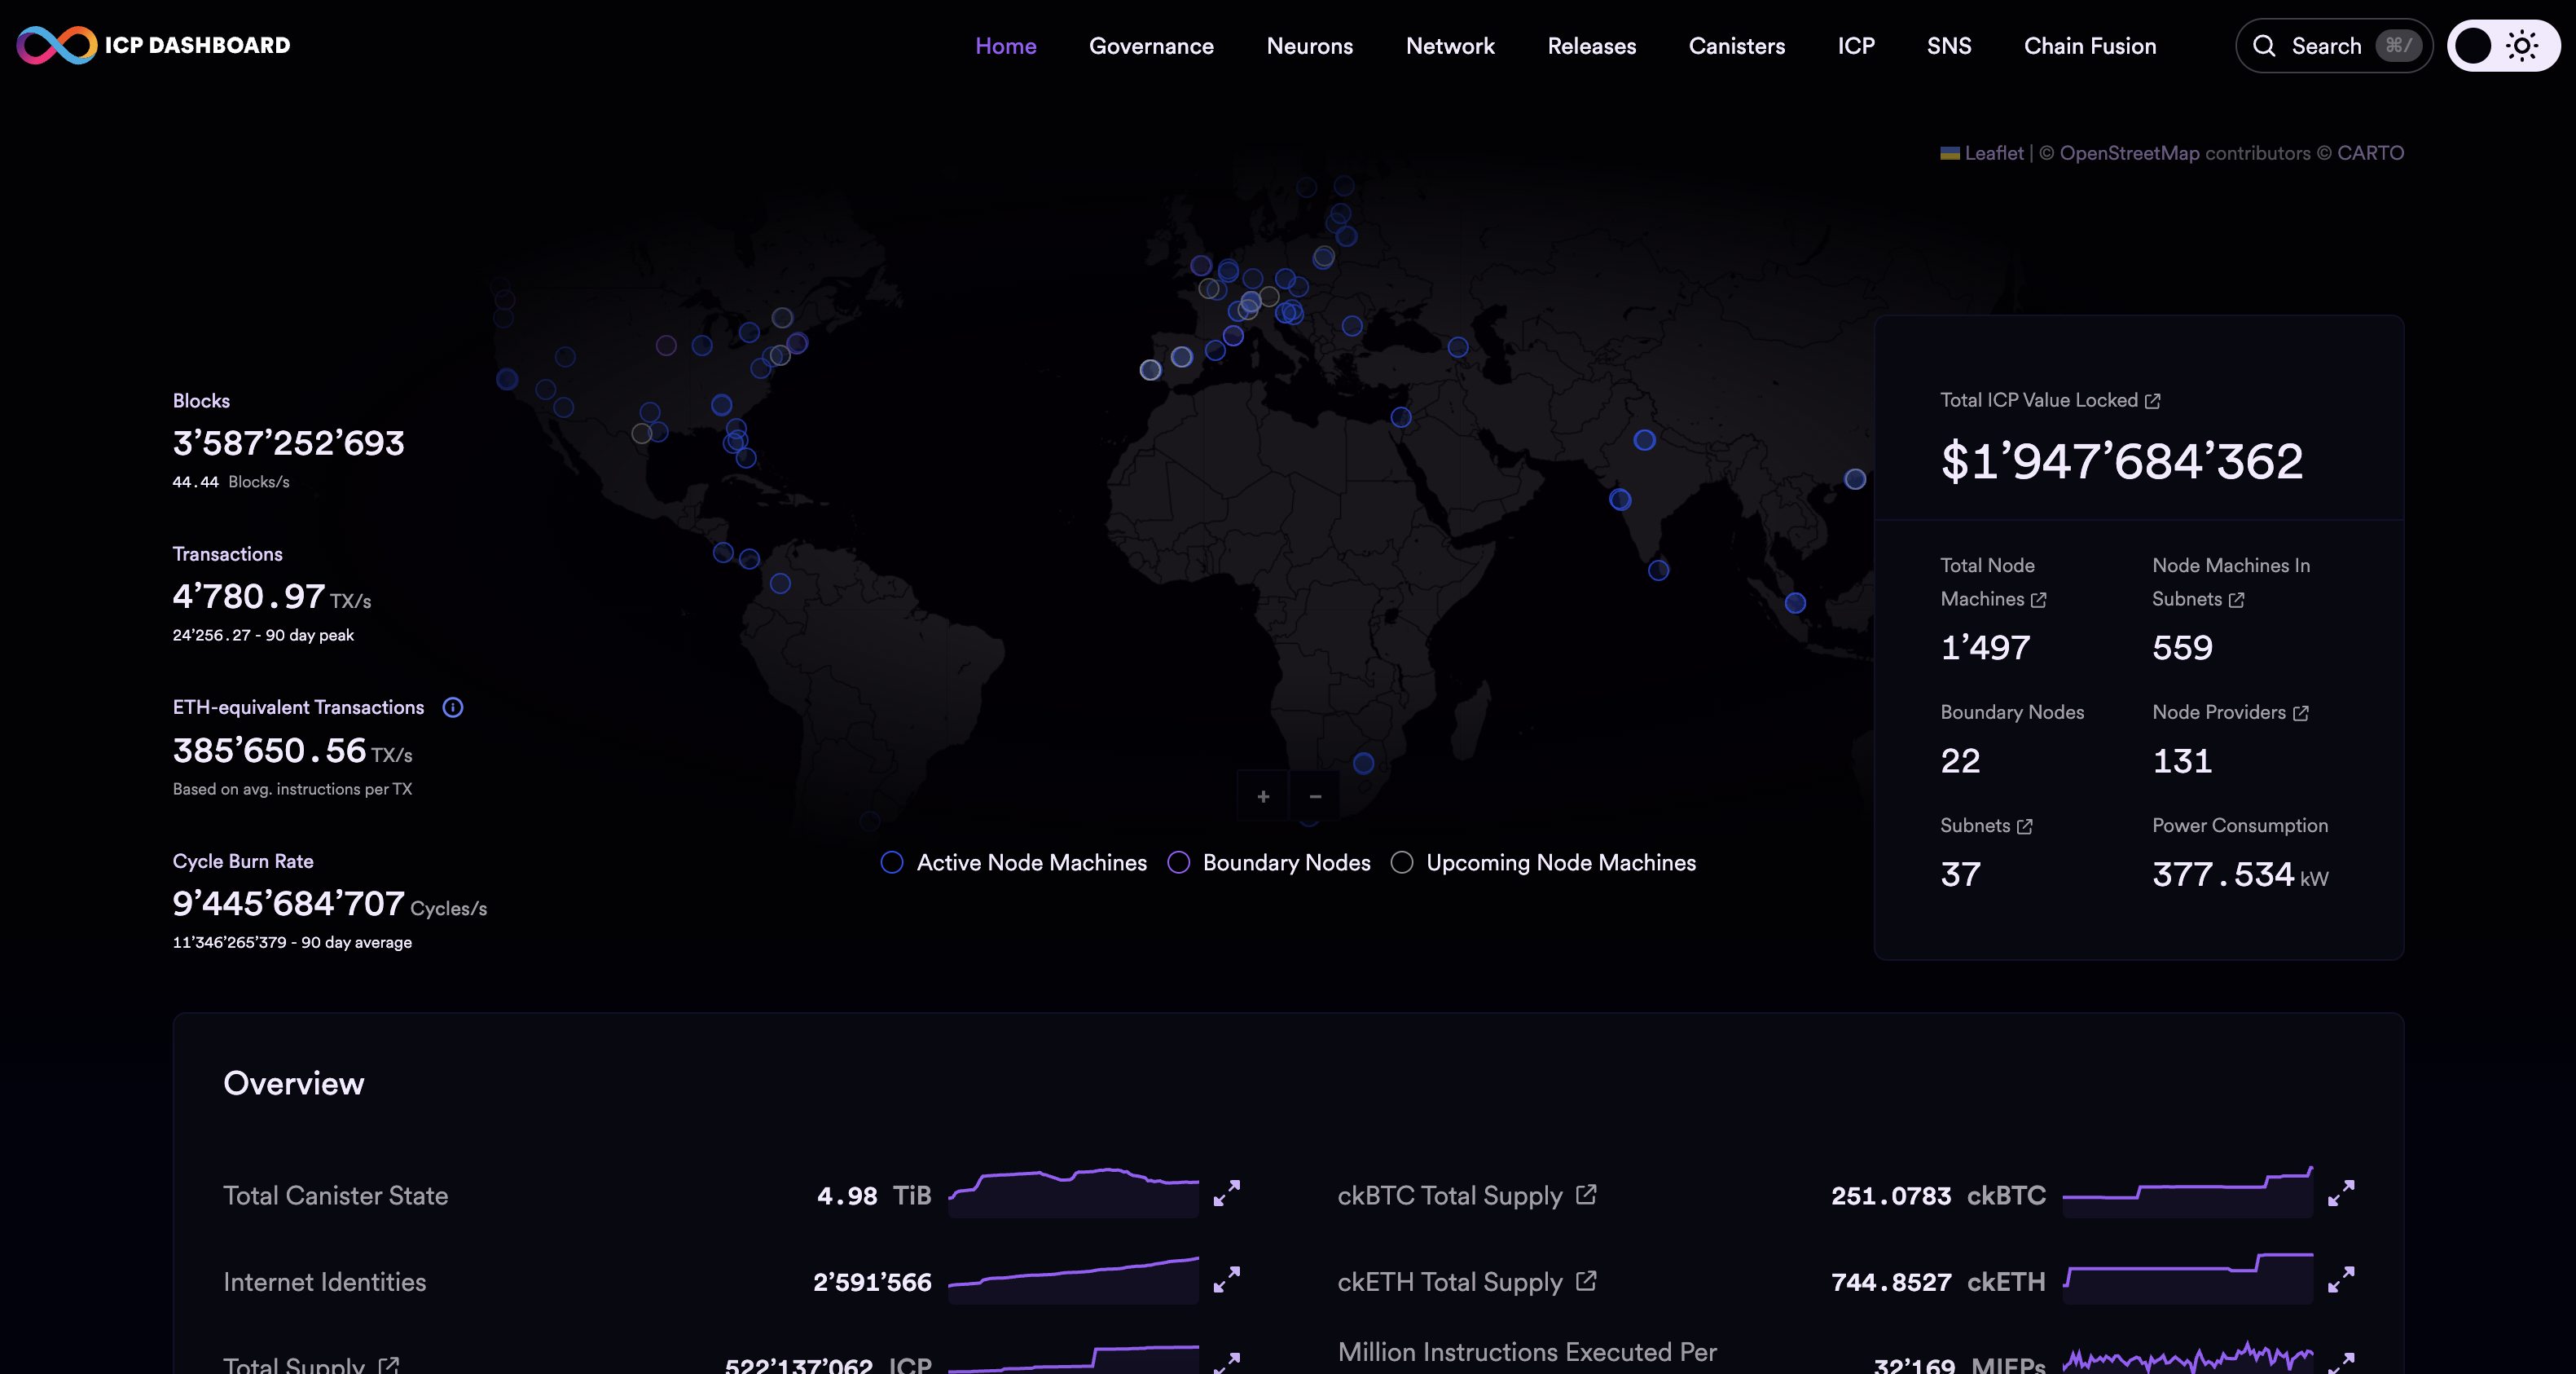 ICP DASHBOARD
Home Governance Neurons Network Releases Canisters ICP SNS Chain Fusion
Search ⌘/
Leaflet | © OpenStreetMap contributors © CARTO
Blocks
3’587’252’693
44.44 Blocks/s
Transactions
4’780.97 TX/s
24’256.27 - 90 day peak
ETH-equivalent Transactions
385’650.56 TX/s
Based on avg. instructions per TX
Cycle Burn Rate
9’445’684’707 Cycles/s
11’346’265’379 - 90 day average
+ −
Active Node Machines Boundary Nodes Upcoming Node Machines
Total ICP Value Locked
$1’947’684’362
Total Node
Machines
1’497
Node Machines In
Subnets
559
Boundary Nodes
22
Node Providers
131
Subnets
37
Power Consumption
377.534 kW
Overview
Total Canister State 4.98 TiB
ckBTC Total Supply 251.0783 ckBTC
Internet Identities 2’591’566
ckETH Total Supply 744.8527 ckETH
Total Supply 522’137’062 ICP
Million Instructions Executed Per
32’169 MIEPs